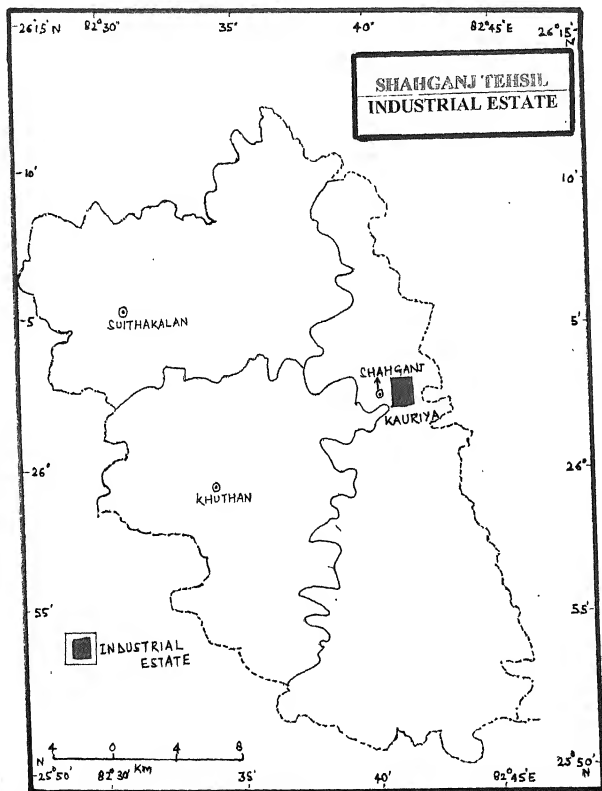 26°15'N 82°30' 35' 40' 82°45'E 26°15' N
SHAHGANJ TEHSIL
INDUSTRIAL ESTATE
10' 10'
5' 5'
SUITHAKALAN
SHAHGANJ
KAURIYA
26° 26°
KHUTHAN
55' 55'
INDUSTRIAL
ESTATE
4 0 4 8
KM
N
25°50' 82°30' 35' 40' 82°45'E 25°50'
N